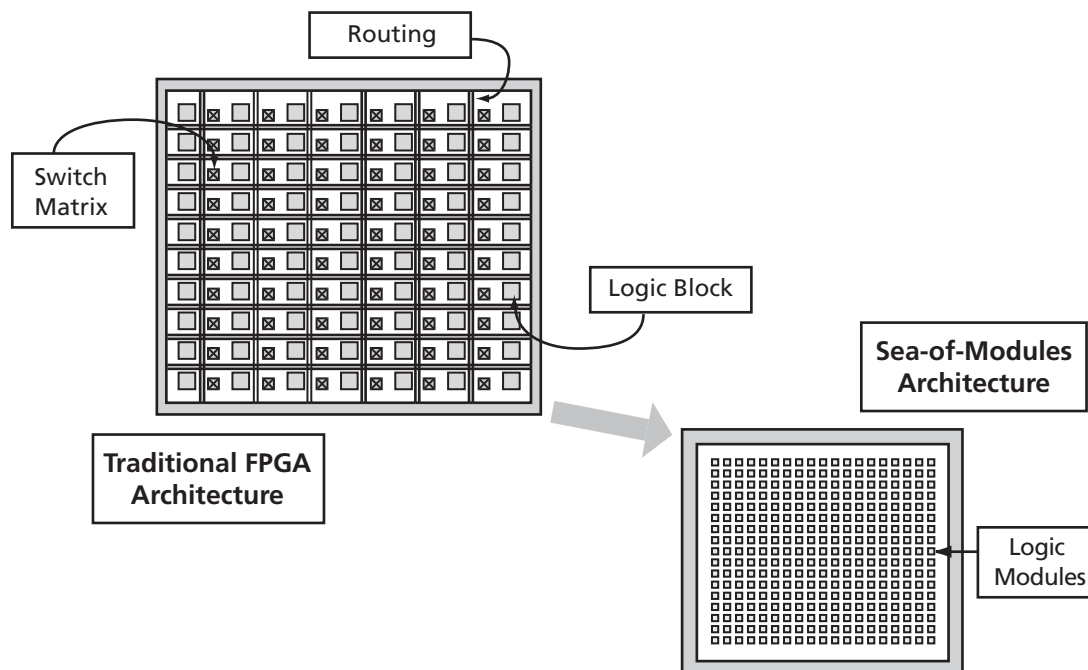 Routing
Switch
Matrix
Logic Block
Sea-of-Modules
Architecture
Traditional FPGA
Architecture
Logic
Modules